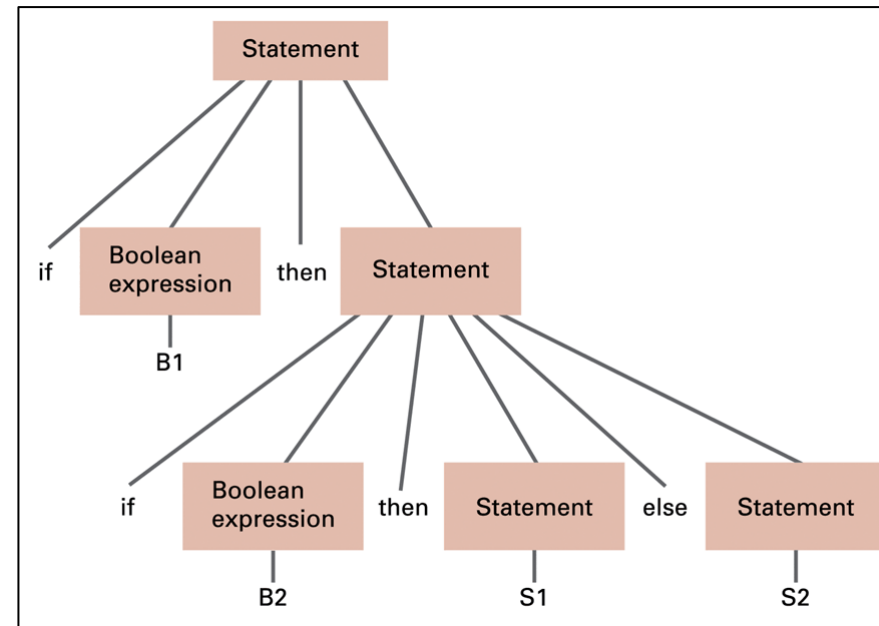 Statement
if
Boolean
expression
then
Statement
B1
if
Boolean
expression
then
Statement
else
Statement
B2
S1
S2